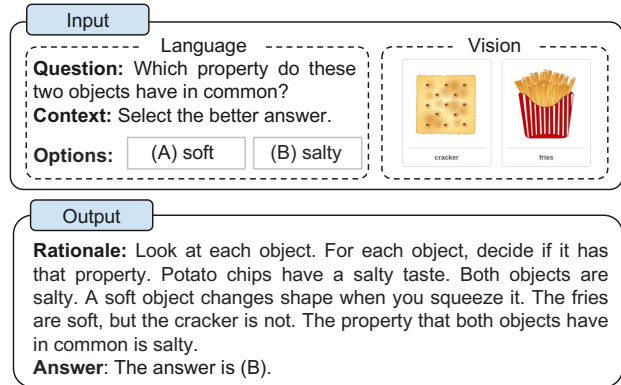 Input
Language
Question: Which property do these
two objects have in common?
Context: Select the better answer.
Options:
(A) soft
(B) salty
Vision
cracker
fries
Output
Rationale: Look at each object. For each object, decide if it has
that property. Potato chips have a salty taste. Both objects are
salty. A soft object changes shape when you squeeze it. The fries
are soft, but the cracker is not. The property that both objects have
in common is salty.
Answer: The answer is (B).